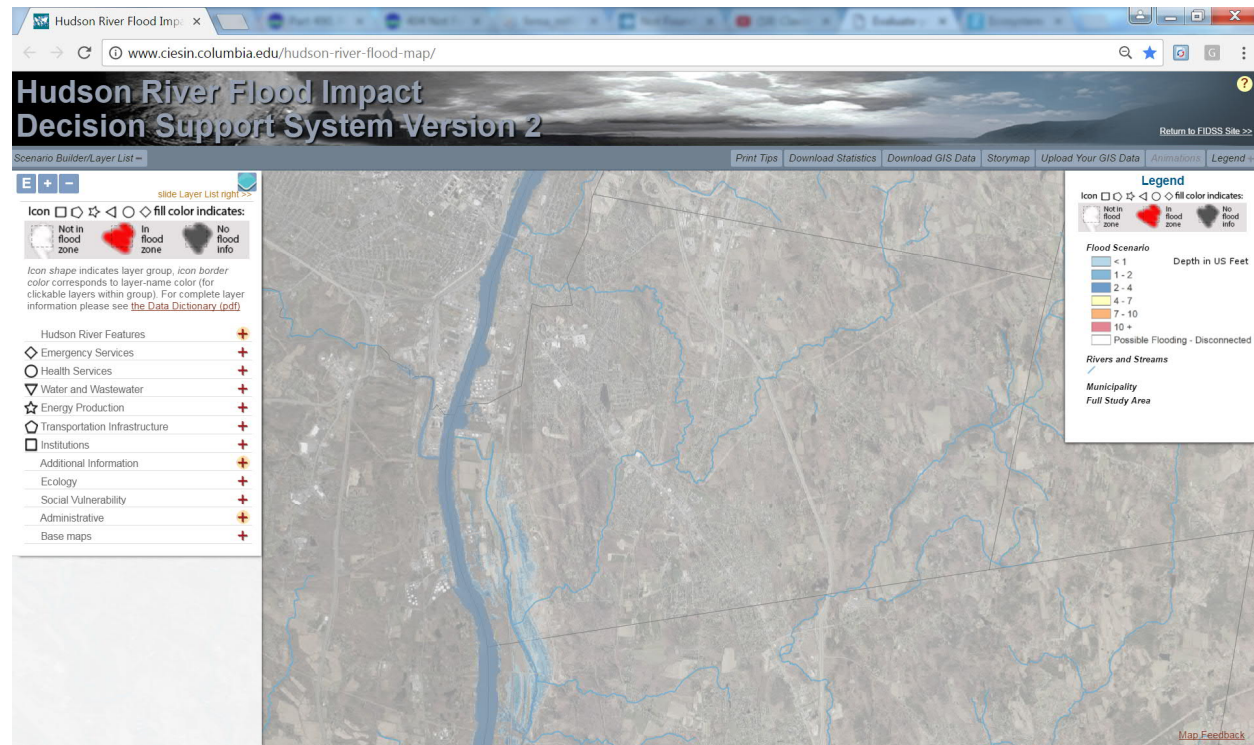 Hudson River Flood Impa ×
www.ciesin.columbia.edu/hudson-river-flood-map/
Hudson River Flood Impact
Decision Support System Version 2
?
Return to FIDSS Site >>
Scenario Builder/Layer List −
Print Tips Download Statistics Download GIS Data Storymap Upload Your GIS Data Animations Legend +
E + −
slide Layer List right >>
Icon fill color indicates:
Not in flood zone
In flood zone
No flood info
Icon shape indicates layer group, icon border
color corresponds to layer-name color (for
clickable layers within group). For complete layer
information please see the Data Dictionary (pdf)
Hudson River Features +
Emergency Services +
Health Services +
Water and Wastewater +
Energy Production +
Transportation Infrastructure +
Institutions +
Additional Information +
Ecology +
Social Vulnerability +
Administrative +
Base maps +
Legend
Icon fill color indicates:
Not in flood zone
In flood zone
No flood info
Flood Scenario
< 1 Depth in US Feet
1 - 2
2 - 4
4 - 7
7 - 10
10 +
Possible Flooding - Disconnected
Rivers and Streams
Municipality
Full Study Area
Map Feedback